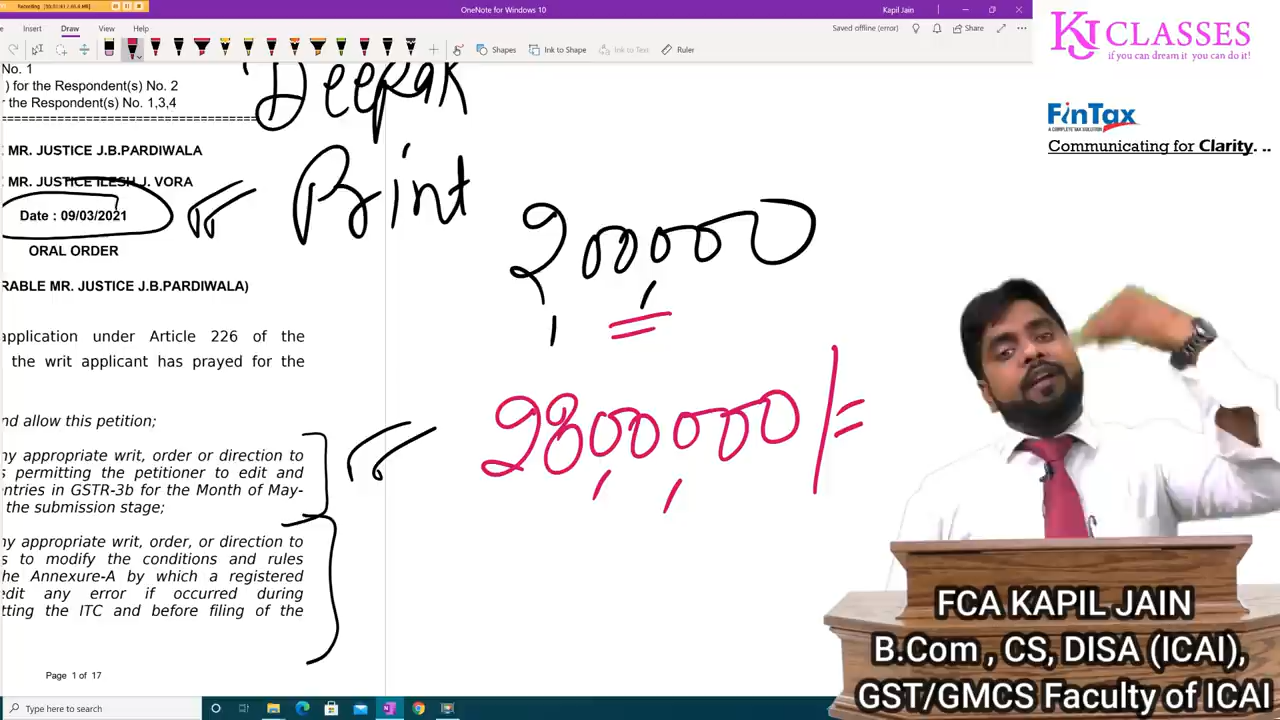 OneNote for Windows 10
Kapil Jain
Insert Draw View Help
Saved offline (error)
Share
Shapes Ink to Shape Ink to Text Ruler
No. 1
) for the Respondent(s) No. 2
r the Respondent(s) No. 1,3,4
MR. JUSTICE J.B.PARDIWALA
MR. JUSTICE ILESH J. VORA
Date : 09/03/2021
ORAL ORDER
RABLE MR. JUSTICE J.B.PARDIWALA)
application under Article 226 of the
the writ applicant has prayed for the
nd allow this petition;
ny appropriate writ, order or direction to
s permitting the petitioner to edit and
entries in GSTR-3b for the Month of May-
the submission stage;
ny appropriate writ, order, or direction to
s to modify the conditions and rules
he Annexure-A by which a registered
edit any error if occurred during
tting the ITC and before filing of the
Page 1 of 17
Deepak
Print
200000
2800000/=
KJ CLASSES
if you can dream it you can do it!
FinTax
A COMPLETE TAX SOLUTION
Communicating for Clarity. ..
FCA KAPIL JAIN
B.Com , CS, DISA (ICAI),
GST/GMCS Faculty of ICAI
Type here to search